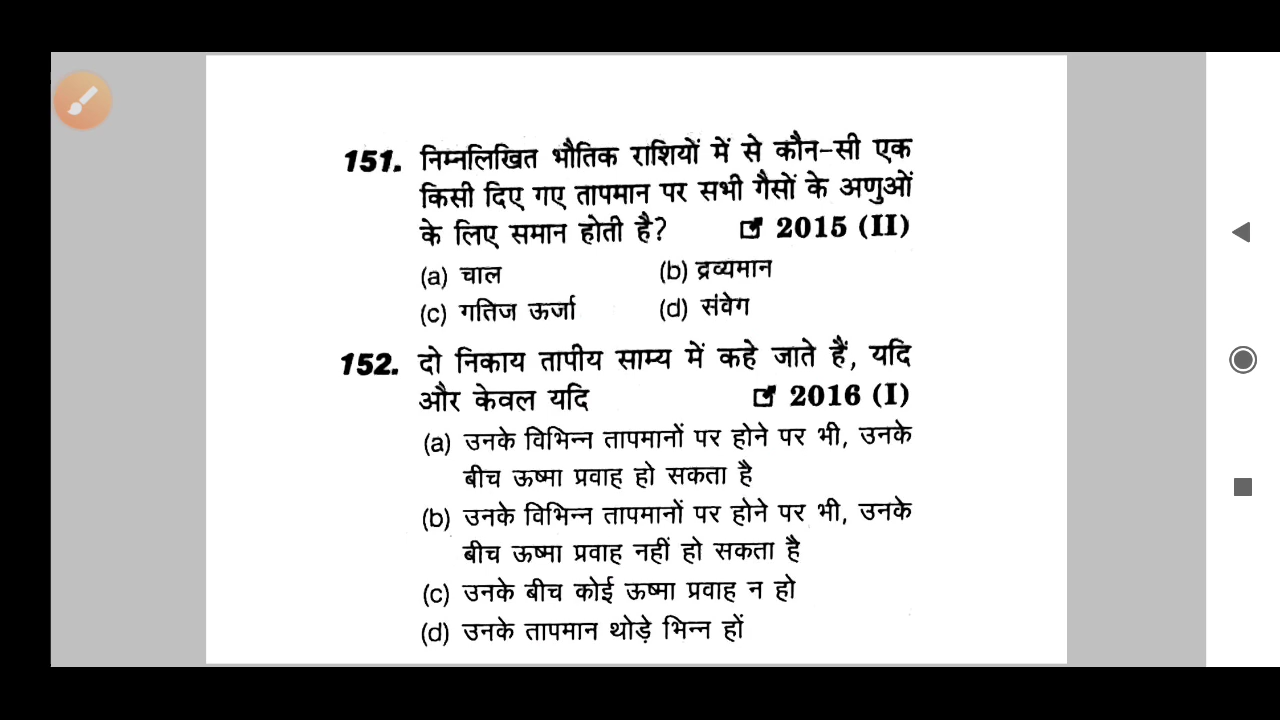 151. निम्नलिखित भौतिक राशियों में से कौन-सी एक
किसी दिए गए तापमान पर सभी गैसों के अणुओं
के लिए समान होती है? 2015 (II)
(a) चाल (b) द्रव्यमान
(c) गतिज ऊर्जा (d) संवेग
152. दो निकाय तापीय साम्य में कहे जाते हैं, यदि
और केवल यदि 2016 (I)
(a) उनके विभिन्न तापमानों पर होने पर भी, उनके
बीच ऊष्मा प्रवाह हो सकता है
(b) उनके विभिन्न तापमानों पर होने पर भी, उनके
बीच ऊष्मा प्रवाह नहीं हो सकता है
(c) उनके बीच कोई ऊष्मा प्रवाह न हो
(d) उनके तापमान थोड़े भिन्न हों